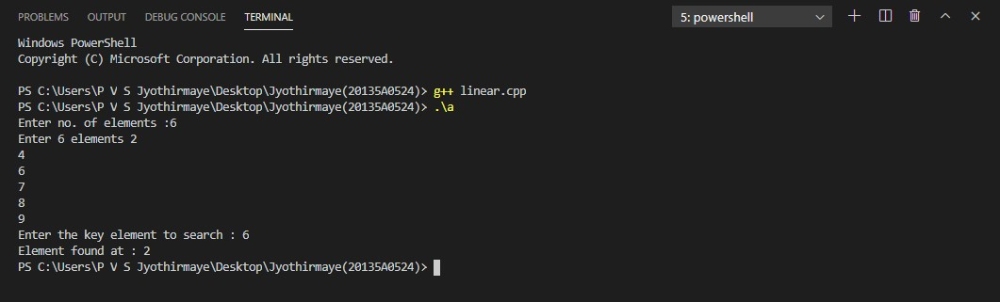 PROBLEMS OUTPUT DEBUG CONSOLE TERMINAL 5: powershell
Windows PowerShell
Copyright (C) Microsoft Corporation. All rights reserved.
PS C:\Users\P V S Jyothirmaye\Desktop\Jyothirmaye(20135A0524)> g++ linear.cpp
PS C:\Users\P V S Jyothirmaye\Desktop\Jyothirmaye(20135A0524)> .\a
Enter no. of elements :6
Enter 6 elements 2
4
6
7
8
9
Enter the key element to search : 6
Element found at : 2
PS C:\Users\P V S Jyothirmaye\Desktop\Jyothirmaye(20135A0524)>